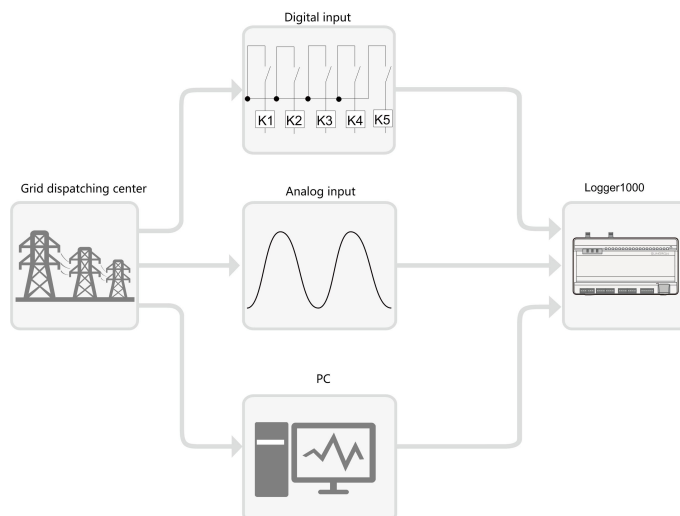 Digital input
K1 K2 K3 K4 K5
Grid dispatching center
Analog input
Logger1000
PC